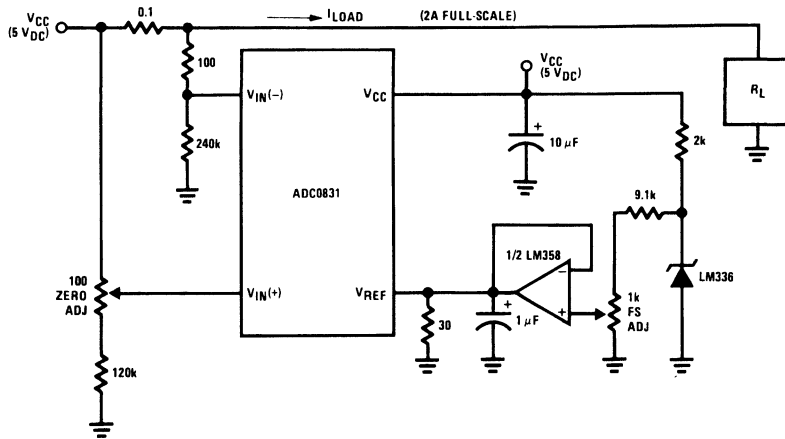 VCC
(5 VDC)
0.1
ILOAD
(2A FULL-SCALE)
100
240k
VIN(–)
VCC
ADC0831
VIN(+)
VREF
VCC
(5 VDC)
+
10 µF
RL
2k
9.1k
LM336
1/2 LM358
–
+
+
1 µF
30
1k
FS
ADJ
100
ZERO
ADJ
120k